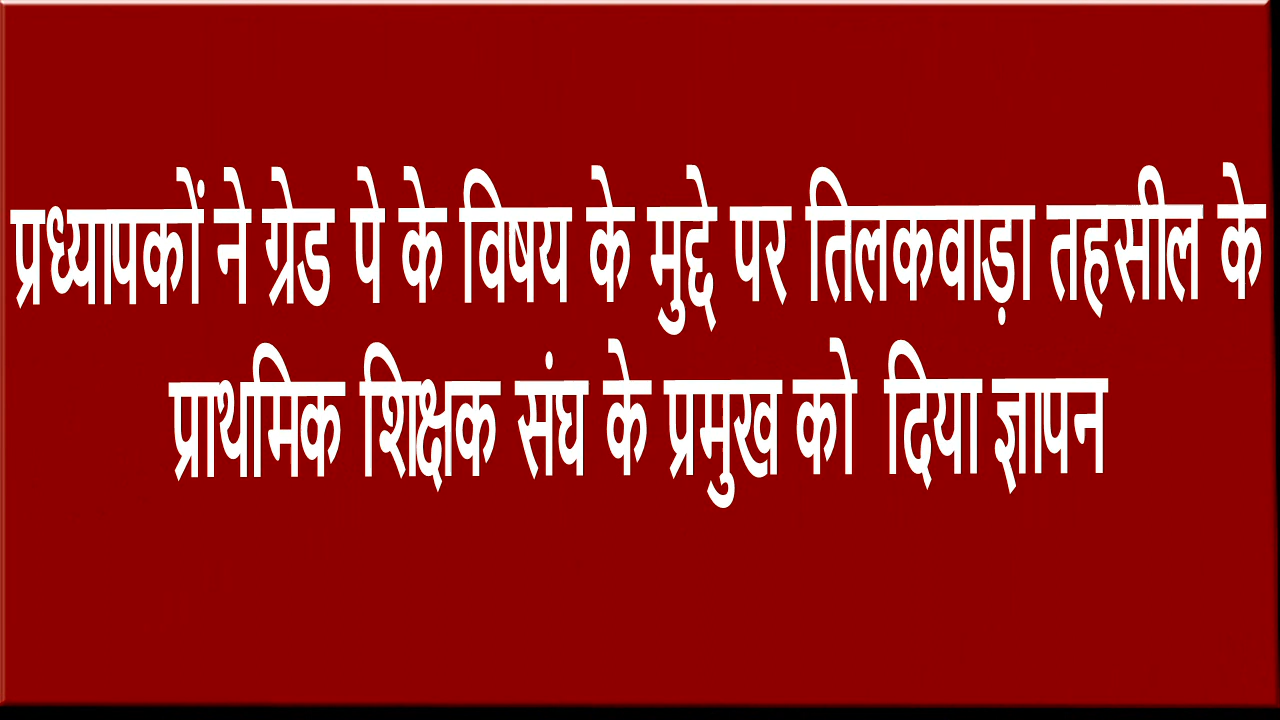 प्रध्यापकों ने ग्रेड पे के विषय के मुद्दे पर तिलकवाड़ा तहसील के
प्राथमिक शिक्षक संघ के प्रमुख को दिया ज्ञापन